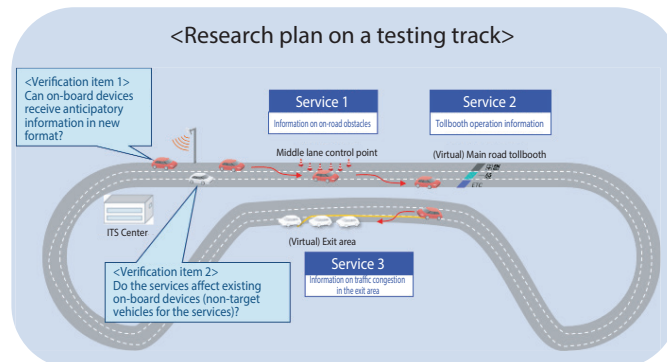 <Research plan on a testing track>
<Verification item 1>
Can on-board devices
receive anticipatory
information in new
format?
Service 1
Information on on-road obstacles
Service 2
Tollbooth operation information
Middle lane control point
(Virtual) Main road tollbooth
ETC
ITS Center
(Virtual) Exit area
<Verification item 2>
Do the services affect existing
on-board devices (non-target
vehicles for the services)?
Service 3
Information on traffic congestion
in the exit area